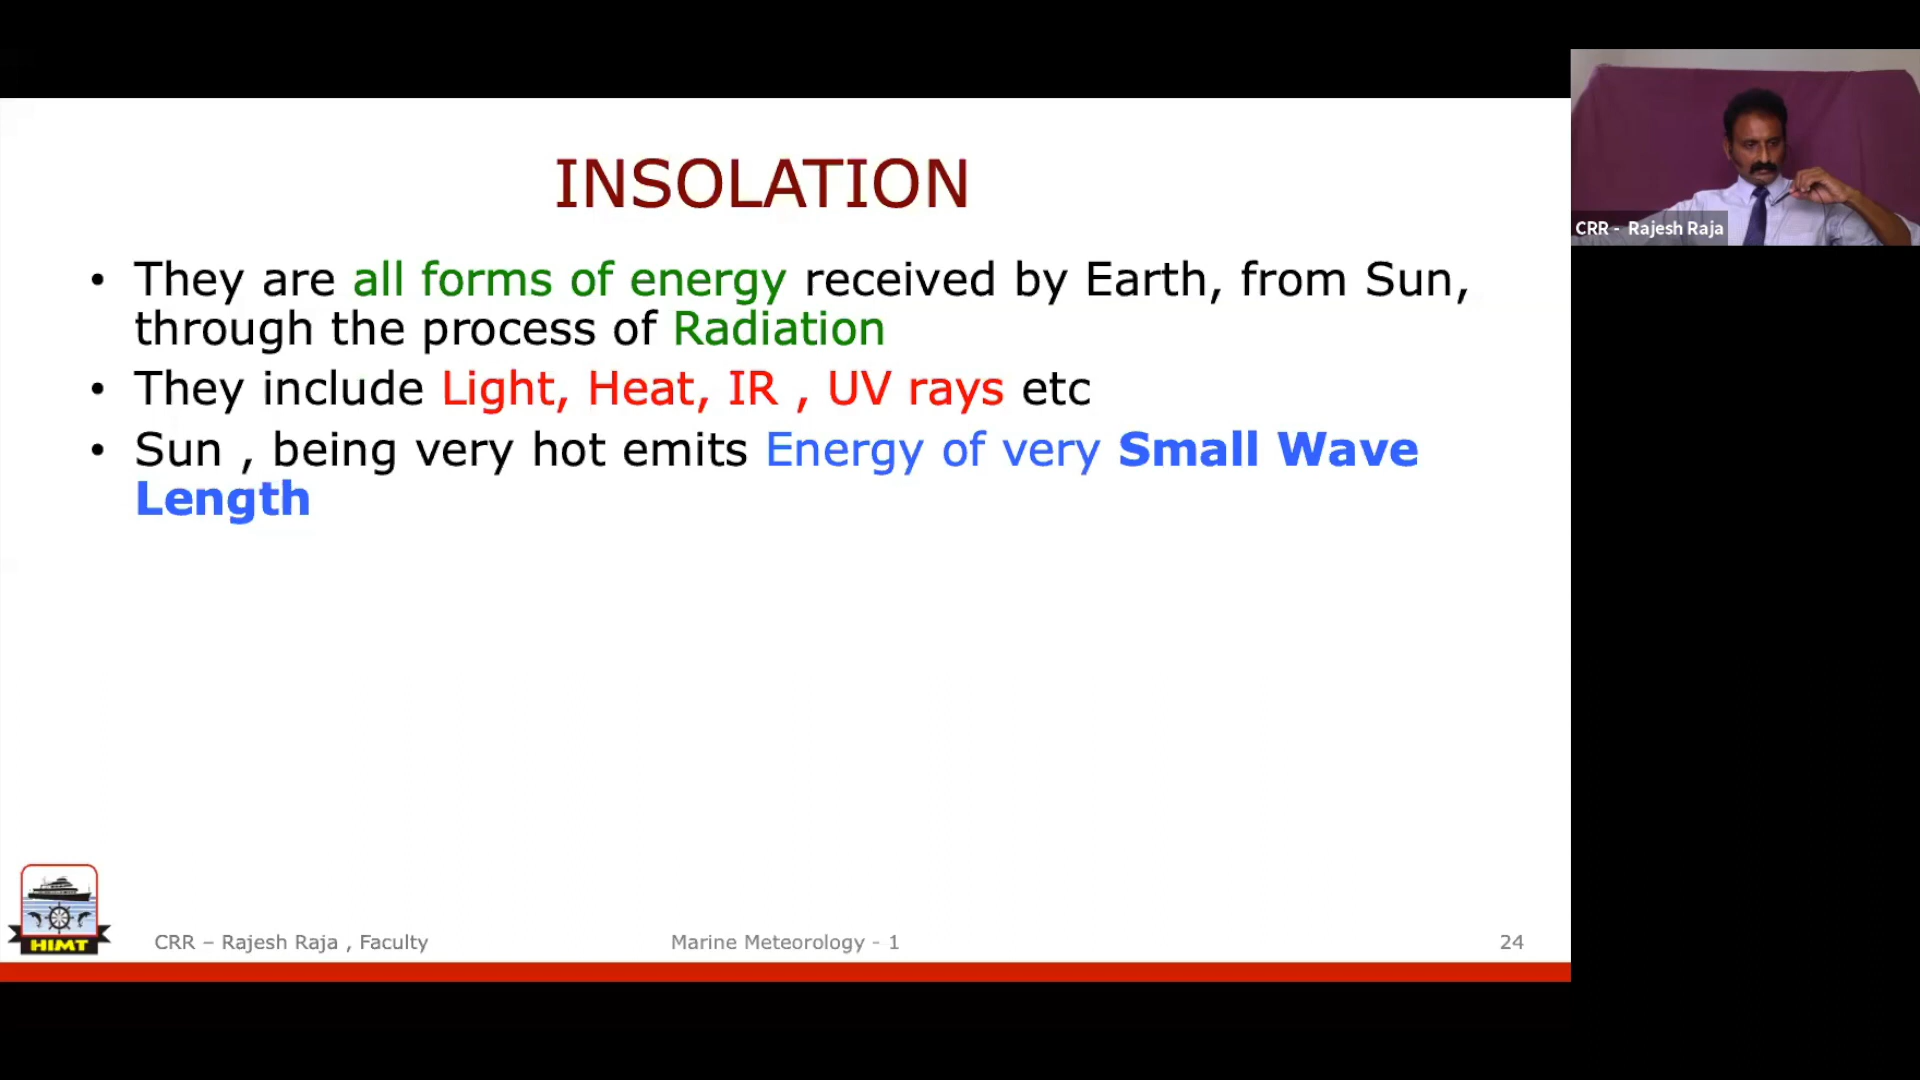 INSOLATION
• They are all forms of energy received by Earth, from Sun,
through the process of Radiation
• They include Light, Heat, IR , UV rays etc
• Sun , being very hot emits Energy of very Small Wave
Length
CRR - Rajesh Raja
HIMT
CRR – Rajesh Raja , Faculty
Marine Meteorology - 1
24